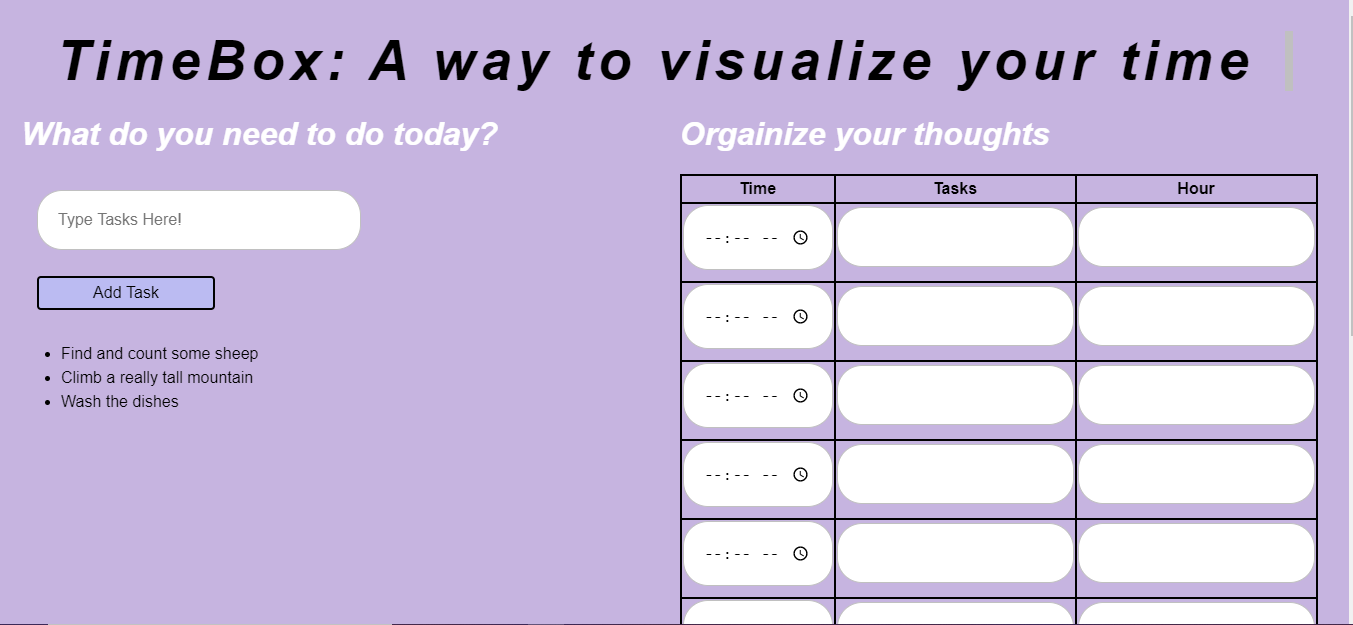 TimeBox: A way to visualize your time
What do you need to do today?
Type Tasks Here!
Add Task
Find and count some sheep
Climb a really tall mountain
Wash the dishes
Orgainize your thoughts
Time Tasks Hour
--:-- --
--:-- --
--:-- --
--:-- --
--:-- --